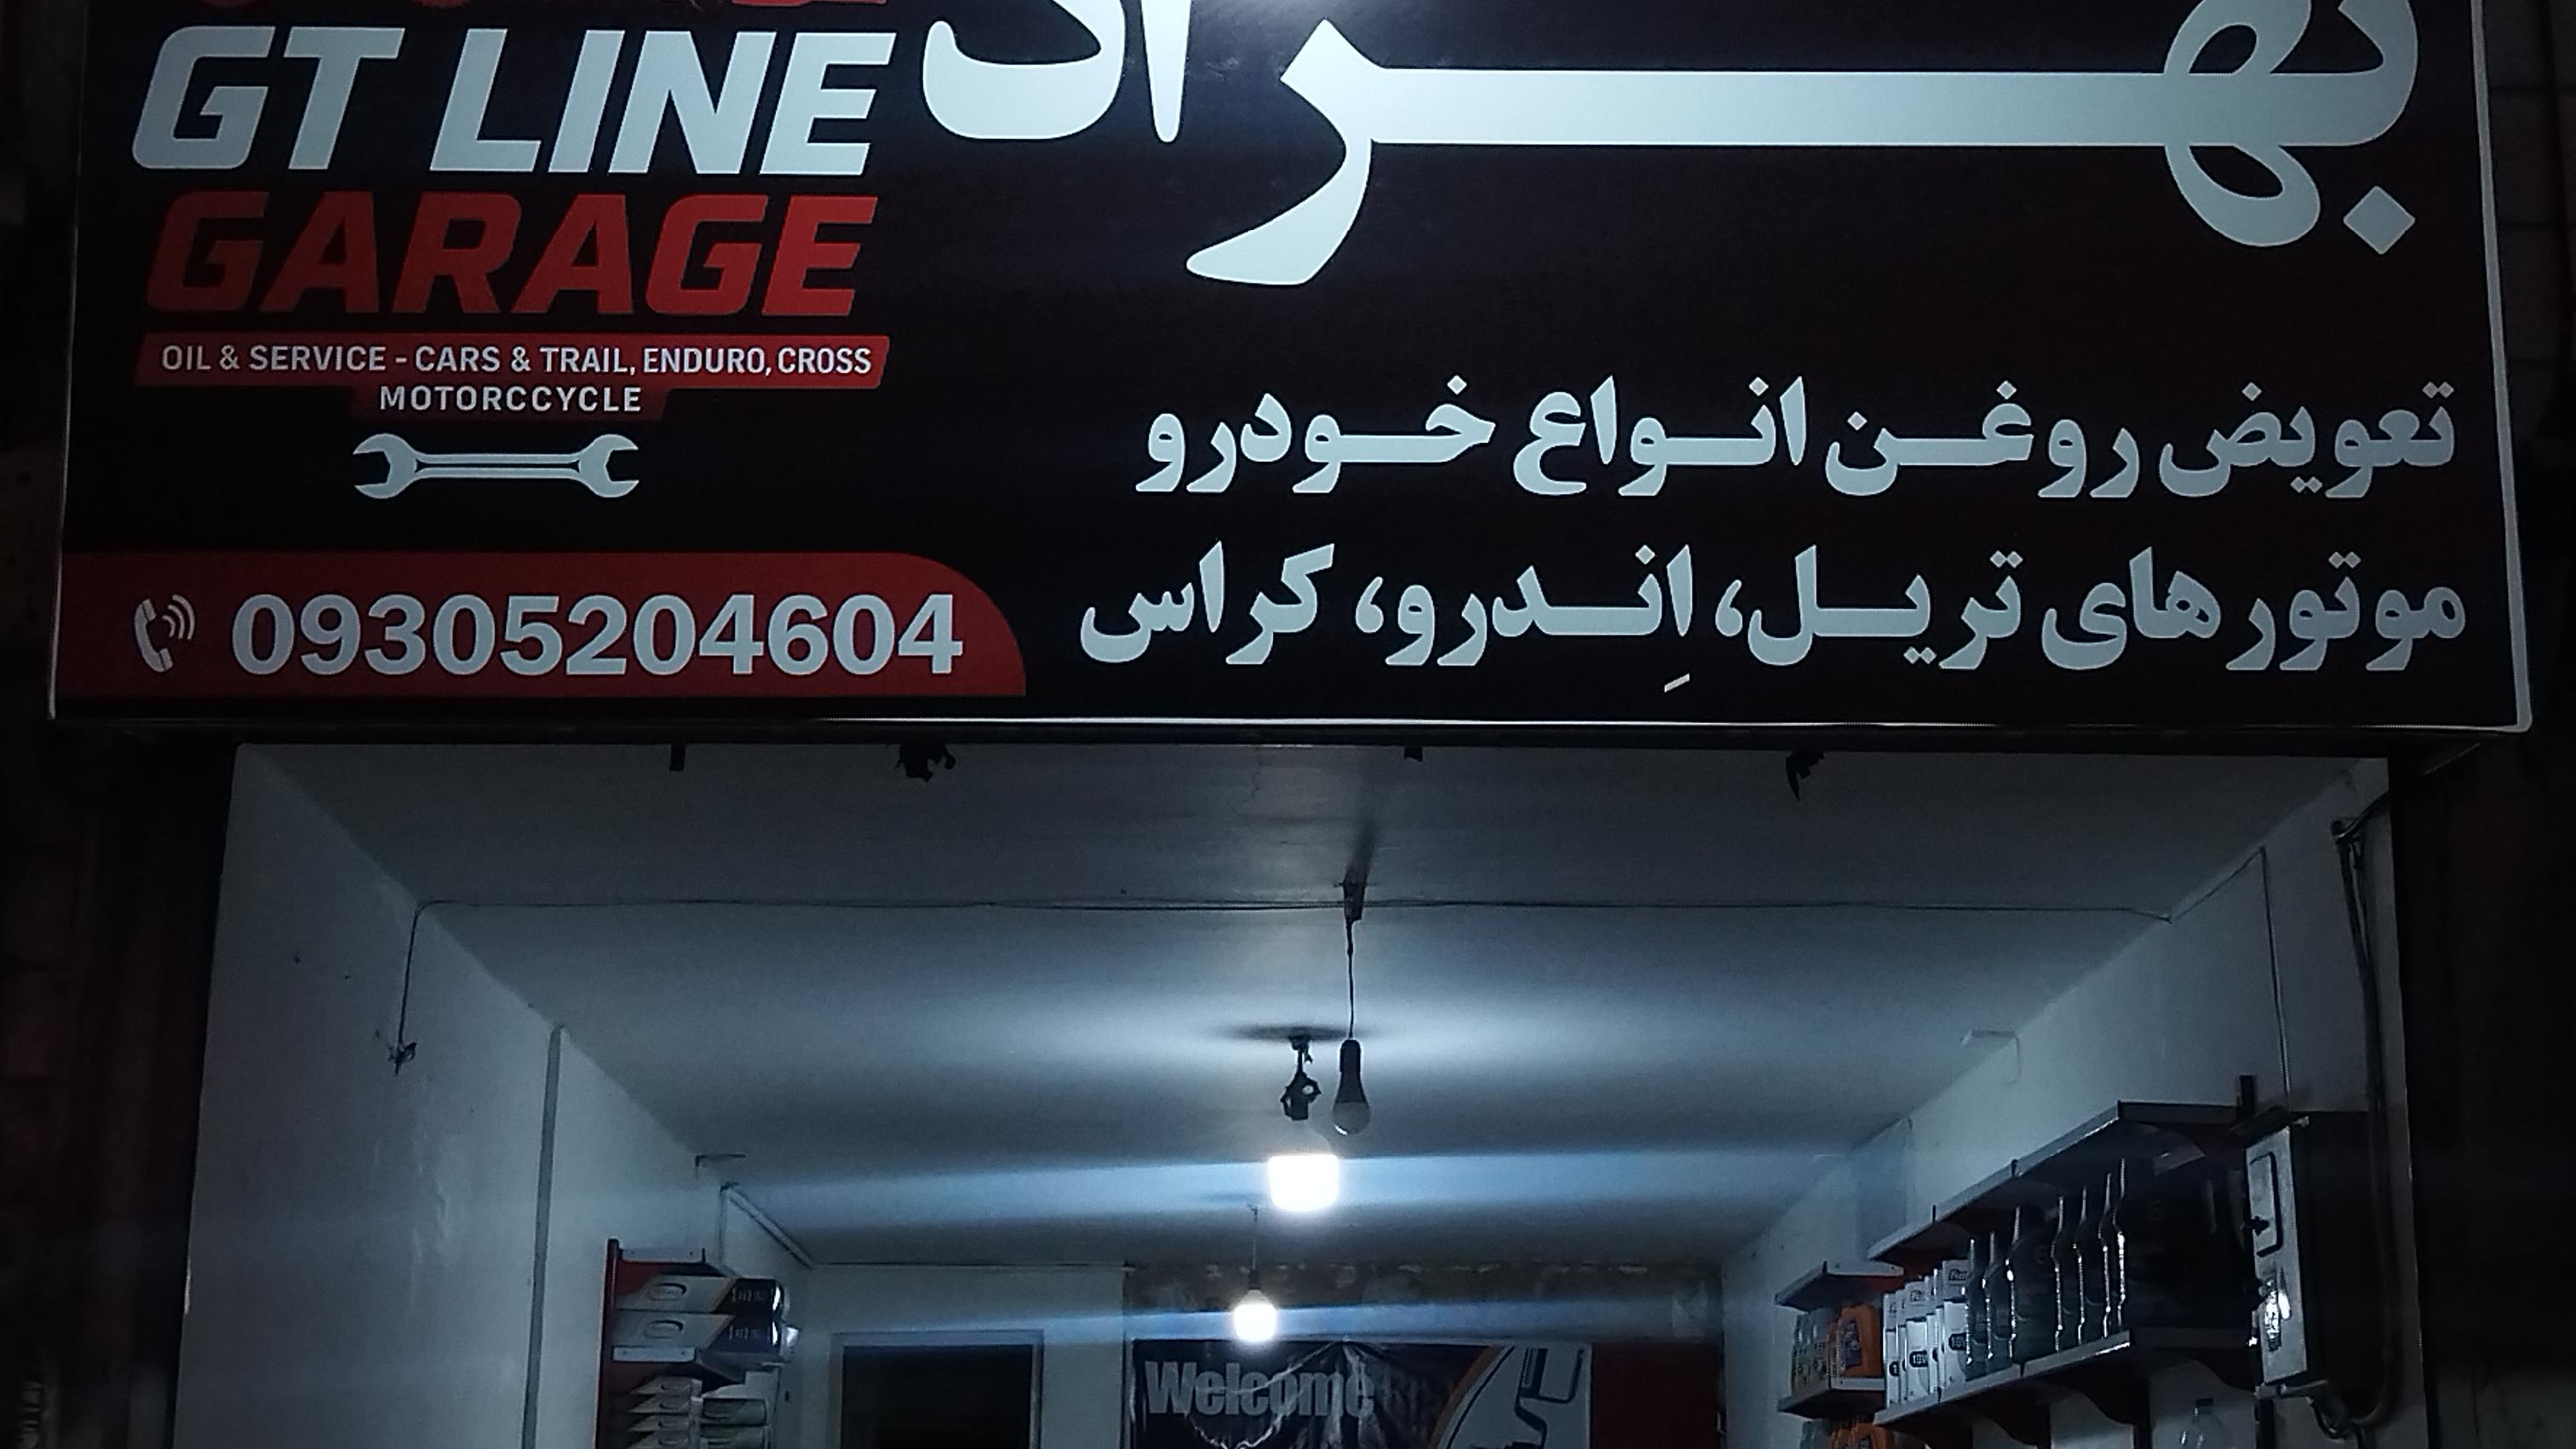 بهراد
GT LINE
GARAGE
OIL & SERVICE - CARS & TRAIL, ENDURO, CROSS
MOTORCCYCLE
تعویض روغن انواع خودرو
موتورهای تریل، اِندرو، کراس
09305204604
Welcome